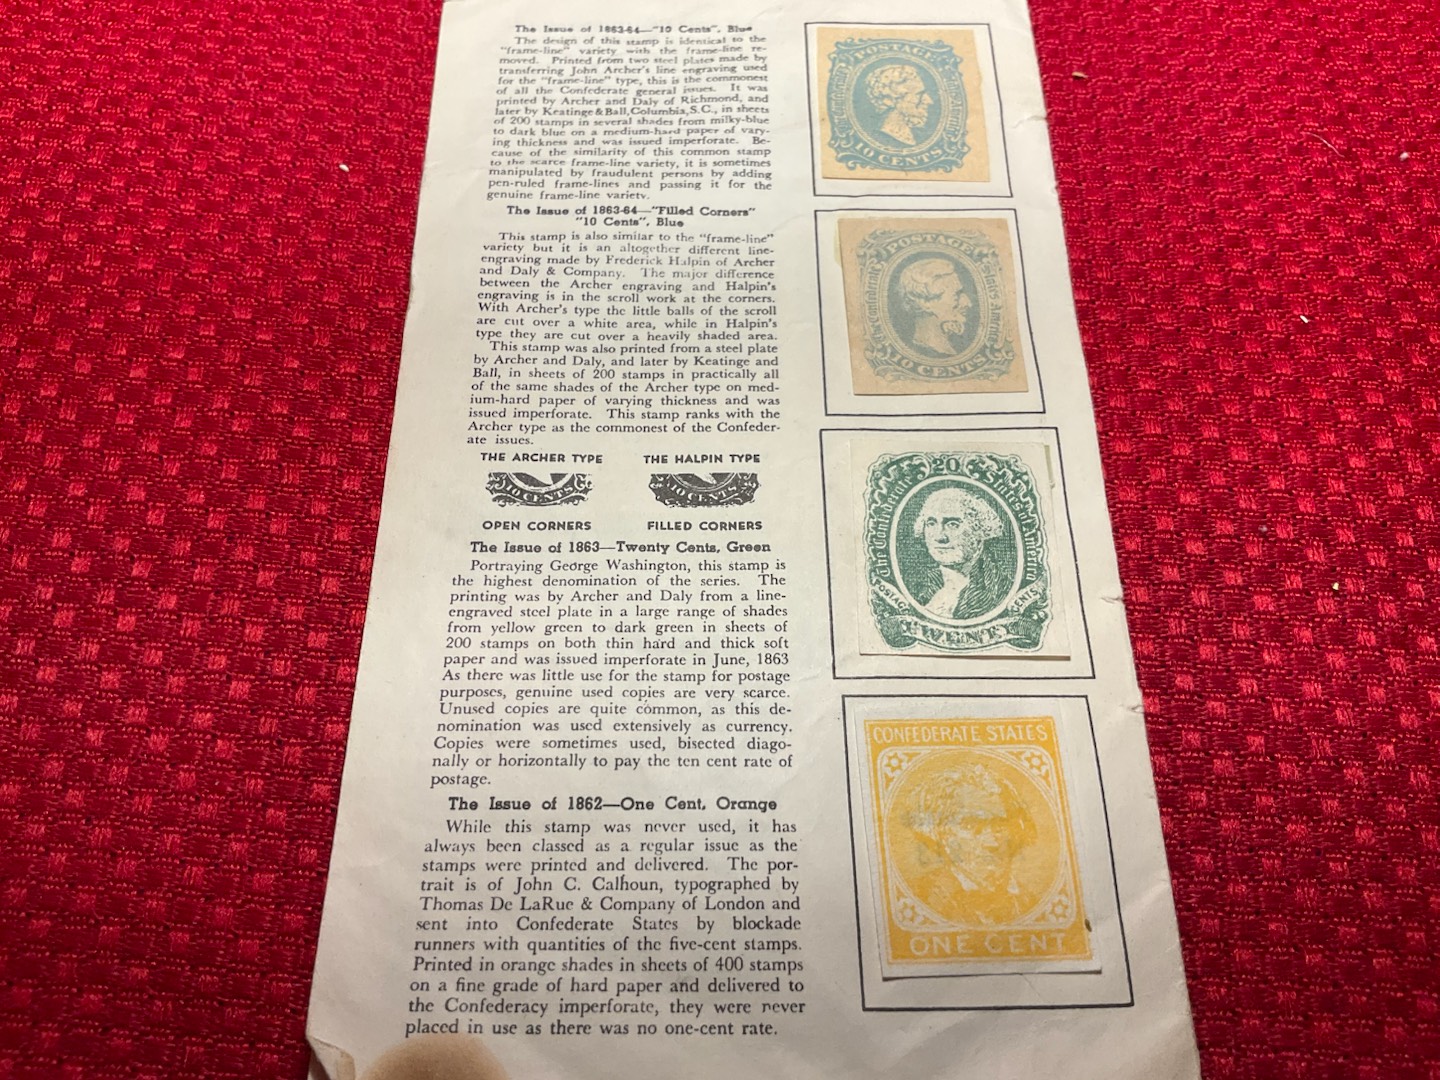 The Issue of 1863-64—"10 Cents", Blue
The design of this stamp is identical to the
"frame-line" variety with the frame-line re-
moved. Printed from two steel plates made by
transferring John Archer's line engraving used
for the "frame-line" type, this is the commonest
of all the Confederate general issues. It was
printed by Archer and Daly of Richmond, and
later by Keatinge & Ball, Columbia, S.C., in sheets
of 200 stamps in several shades from milky-blue
to dark blue on a medium-hard paper of vary-
ing thickness and was issued imperforate. Be-
cause of the similarity of this common stamp
to the scarce frame-line variety, it is sometimes
manipulated by fraudulent persons by adding
pen-ruled frame-lines and passing it for the
genuine frame-line variety.
The Issue of 1863-64—"Filled Corners"
"10 Cents", Blue
This stamp is also similar to the "frame-line"
variety but it is an altogether different line-
engraving made by Frederick Halpin of Archer
and Daly & Company. The major difference
between the Archer engraving and Halpin's
engraving is in the scroll work at the corners.
With Archer's type the little balls of the scroll
are cut over a white area, while in Halpin's
type they are cut over a heavily shaded area.
This stamp was also printed from a steel plate
by Archer and Daly, and later by Keatinge and
Ball, in sheets of 200 stamps in practically all
of the same shades of the Archer type on med-
ium-hard paper of varying thickness and was
issued imperforate. This stamp ranks with the
Archer type as the commonest of the Confeder-
ate issues.
THE ARCHER TYPE
10 CENTS
OPEN CORNERS
THE HALPIN TYPE
10 CENTS
FILLED CORNERS
The Issue of 1863—Twenty Cents, Green
Portraying George Washington, this stamp is
the highest denomination of the series. The
printing was by Archer and Daly from a line-
engraved steel plate in a large range of shades
from yellow green to dark green in sheets of
200 stamps on both thin hard and thick soft
paper and was issued imperforate in June, 1863
As there was little use for the stamp for postage
purposes, genuine used copies are very scarce.
Unused copies are quite common, as this de-
nomination was used extensively as currency.
Copies were sometimes used, bisected diago-
nally or horizontally to pay the ten cent rate of
postage.
The Issue of 1862—One Cent, Orange
While this stamp was never used, it has
always been classed as a regular issue as the
stamps were printed and delivered. The por-
trait is of John C. Calhoun, typographed by
Thomas De LaRue & Company of London and
sent into Confederate States by blockade
runners with quantities of the five-cent stamps.
Printed in orange shades in sheets of 400 stamps
on a fine grade of hard paper and delivered to
the Confederacy imperforate, they were never
placed in use as there was no one-cent rate.
POSTAGE
10 CENTS
POSTAGE
The Confederate States America
10 CENTS
20
The Confederate States of America
POSTAGE CENTS
TWENTY
CONFEDERATE STATES
ONE CENT